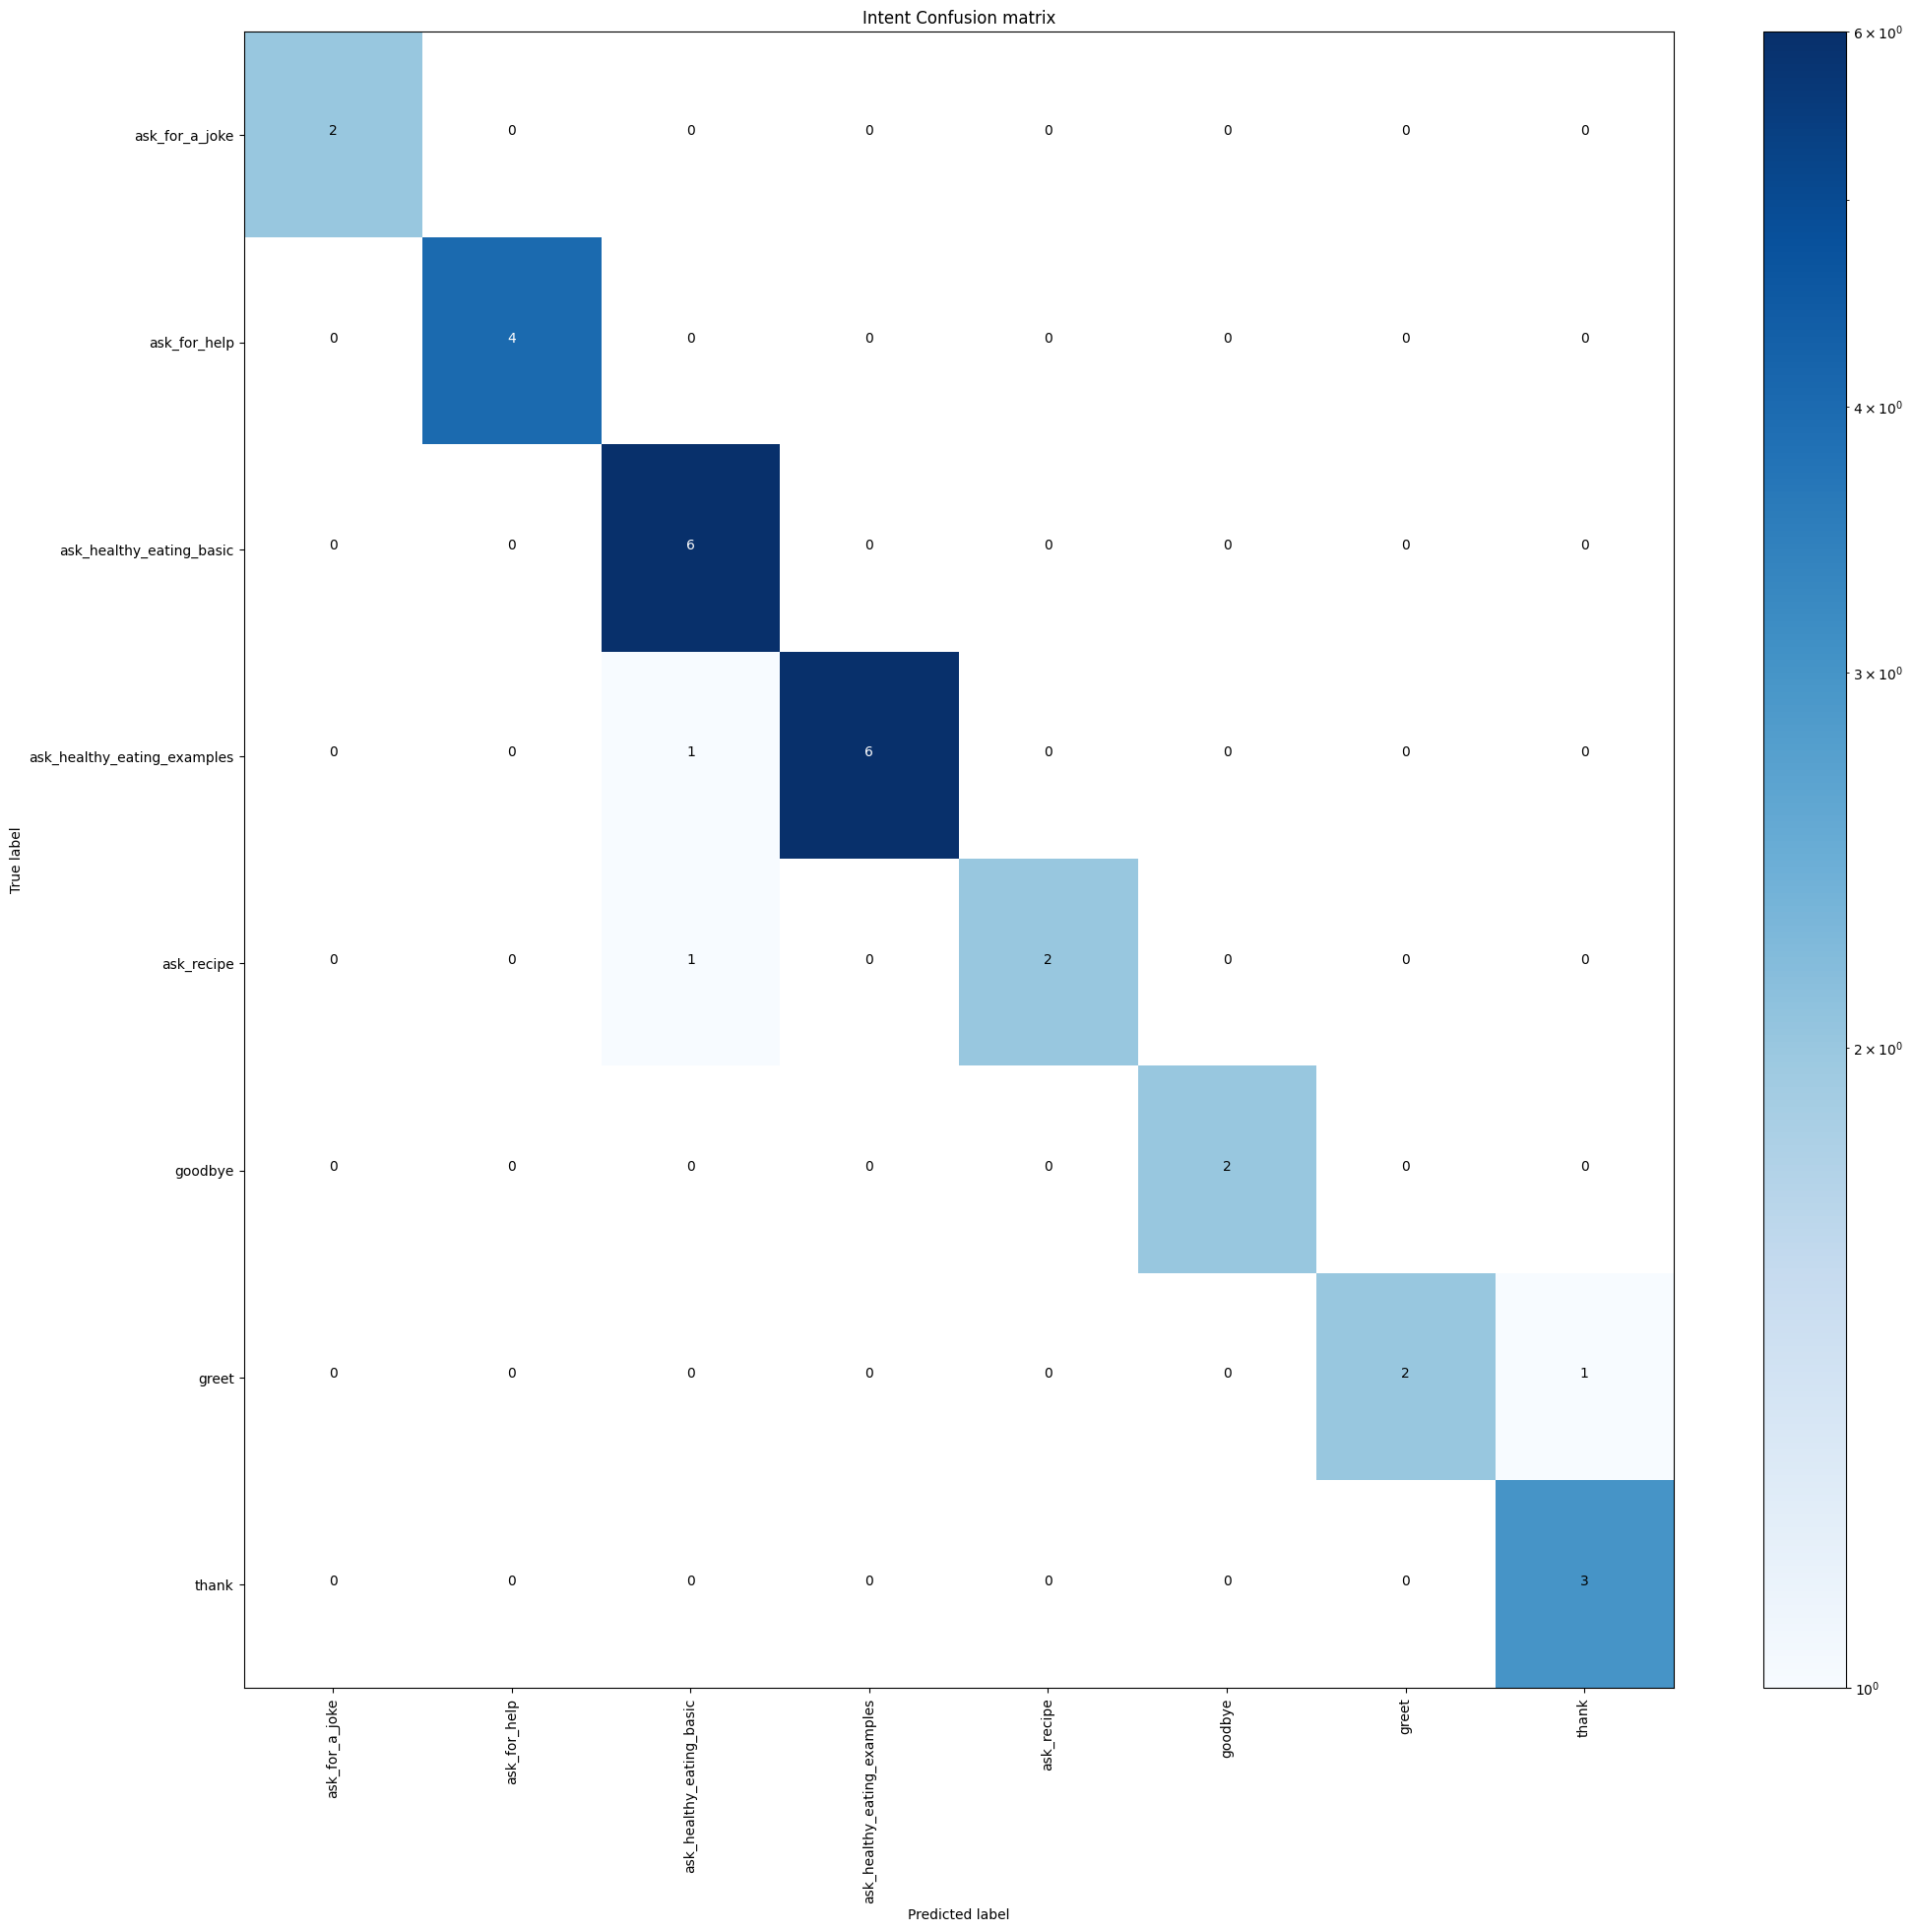 Intent Confusion matrix
ask_for_a_joke 2 0 0 0 0 0 0 0
ask_for_help 0 4 0 0 0 0 0 0
ask_healthy_eating_basic 0 0 6 0 0 0 0 0
ask_healthy_eating_examples 0 0 1 6 0 0 0 0
ask_recipe 0 0 1 0 2 0 0 0
goodbye 0 0 0 0 0 2 0 0
greet 0 0 0 0 0 0 2 1
thank 0 0 0 0 0 0 0 3
True label
ask_for_a_joke
ask_for_help
ask_healthy_eating_basic
ask_healthy_eating_examples
ask_recipe
goodbye
greet
thank
Predicted label
6 × 10⁰
4 × 10⁰
3 × 10⁰
2 × 10⁰
10⁰